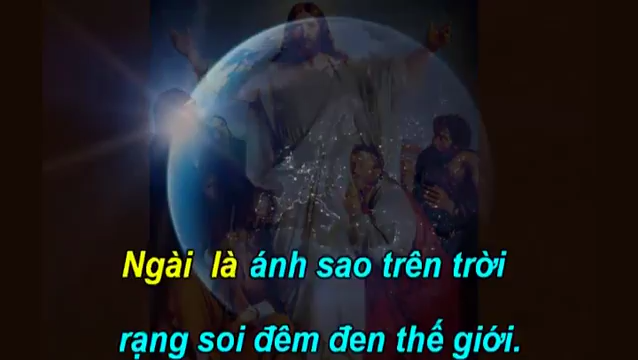 Ngài là ánh sao trên trời
rạng soi đêm đen thế giới.